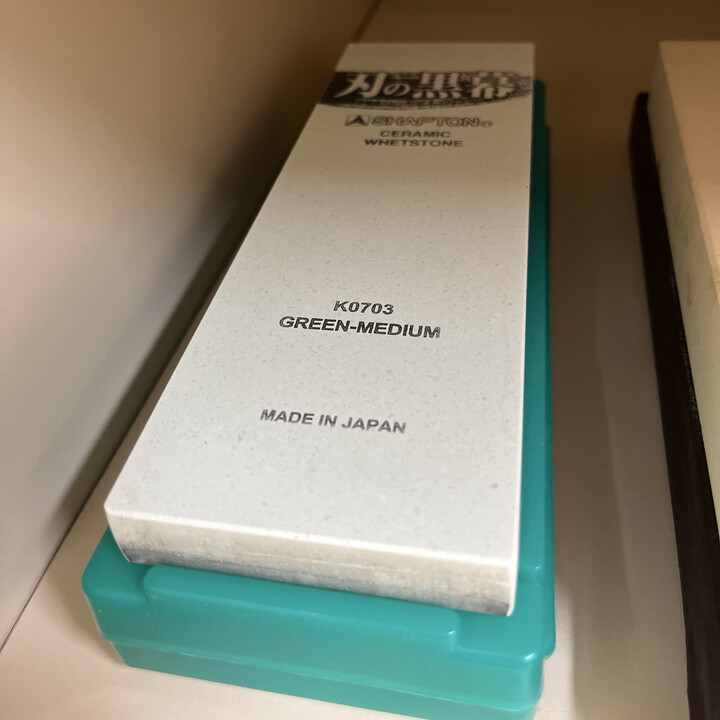 刃の黒幕
SHAPTON®
CERAMIC
WHETSTONE
K0703
GREEN-MEDIUM
MADE IN JAPAN